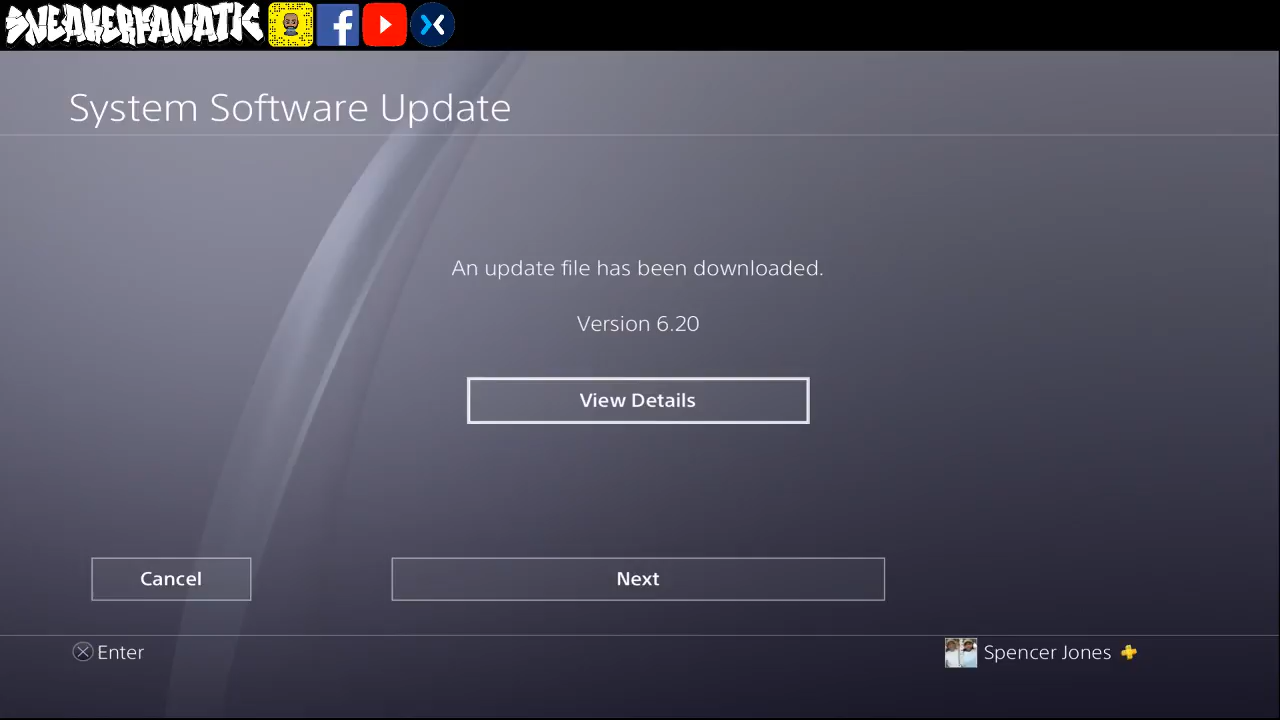 SNEAKERFANATIC
System Software Update
An update file has been downloaded.
Version 6.20
View Details
Cancel
Next
Enter
Spencer Jones